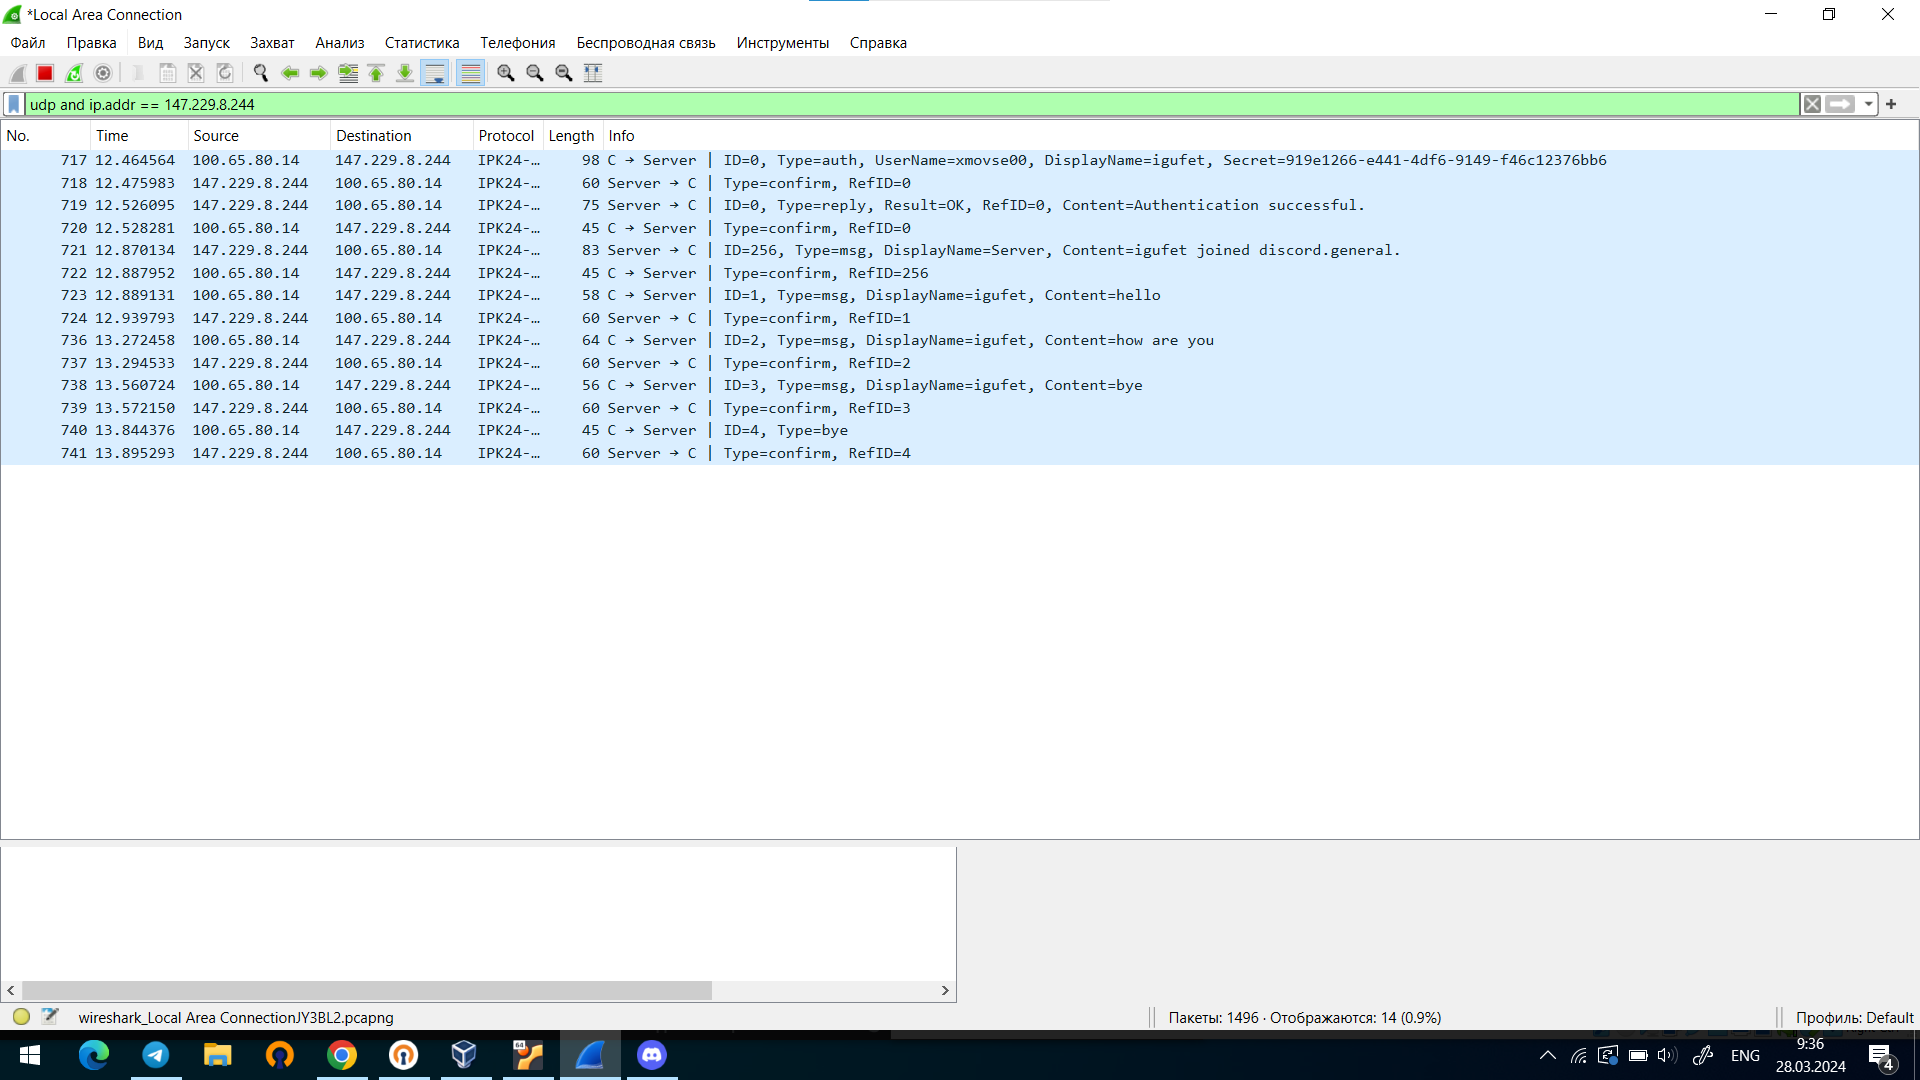 *Local Area Connection
Файл Правка Вид Запуск Захват Анализ Статистика Телефония Беспроводная связь Инструменты Справка
udp and ip.addr == 147.229.8.244
No. Time Source Destination Protocol Length Info
717 12.464564 100.65.80.14 147.229.8.244 IPK24-… 98 C → Server | ID=0, Type=auth, UserName=xmovse00, DisplayName=igufet, Secret=919e1266-e441-4df6-9149-f46c12376bb6
718 12.475983 147.229.8.244 100.65.80.14 IPK24-… 60 Server → C | Type=confirm, RefID=0
719 12.526095 147.229.8.244 100.65.80.14 IPK24-… 75 Server → C | ID=0, Type=reply, Result=OK, RefID=0, Content=Authentication successful.
720 12.528281 100.65.80.14 147.229.8.244 IPK24-… 45 C → Server | Type=confirm, RefID=0
721 12.870134 147.229.8.244 100.65.80.14 IPK24-… 83 Server → C | ID=256, Type=msg, DisplayName=Server, Content=igufet joined discord.general.
722 12.887952 100.65.80.14 147.229.8.244 IPK24-… 45 C → Server | Type=confirm, RefID=256
723 12.889131 100.65.80.14 147.229.8.244 IPK24-… 58 C → Server | ID=1, Type=msg, DisplayName=igufet, Content=hello
724 12.939793 147.229.8.244 100.65.80.14 IPK24-… 60 Server → C | Type=confirm, RefID=1
736 13.272458 100.65.80.14 147.229.8.244 IPK24-… 64 C → Server | ID=2, Type=msg, DisplayName=igufet, Content=how are you
737 13.294533 147.229.8.244 100.65.80.14 IPK24-… 60 Server → C | Type=confirm, RefID=2
738 13.560724 100.65.80.14 147.229.8.244 IPK24-… 56 C → Server | ID=3, Type=msg, DisplayName=igufet, Content=bye
739 13.572150 147.229.8.244 100.65.80.14 IPK24-… 60 Server → C | Type=confirm, RefID=3
740 13.844376 100.65.80.14 147.229.8.244 IPK24-… 45 C → Server | ID=4, Type=bye
741 13.895293 147.229.8.244 100.65.80.14 IPK24-… 60 Server → C | Type=confirm, RefID=4
wireshark_Local Area ConnectionJY3BL2.pcapng Пакеты: 1496 · Отображаются: 14 (0.9%) Профиль: Default
64
ENG
9:36
28.03.2024
4